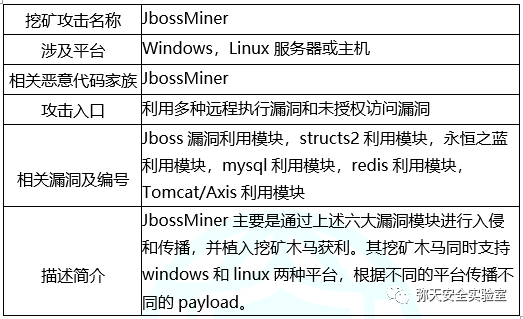 挖矿攻击名称 JbossMiner
涉及平台 Windows，Linux 服务器或主机
相关恶意代码家族 JbossMiner
攻击入口 利用多种远程执行漏洞和未授权访问漏洞
相关漏洞及编号
Jboss 漏洞利用模块，structs2 利用模块，永恒之蓝
利用模块，mysql 利用模块，redis 利用模块，
Tomcat/Axis 利用模块
描述简介
JbossMiner 主要是通过上述六大漏洞模块进行入侵
和传播，并植入挖矿木马获利。其挖矿木马同时支持
windows 和 linux 两种平台，根据不同的平台传播不
同的 payload。
弥天安全实验室